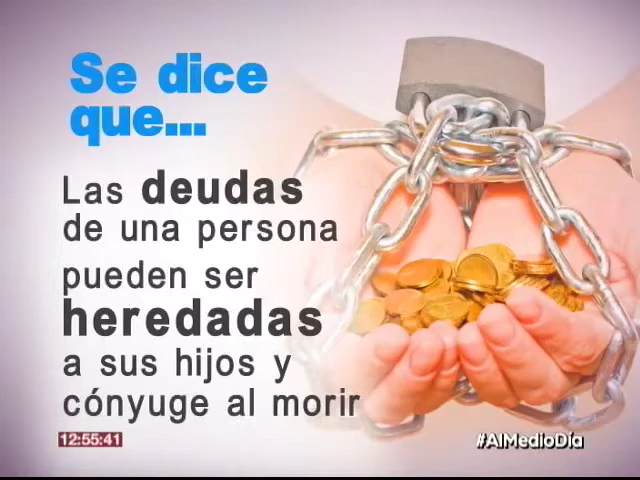 Se dice
que...
Las deudas
de una persona
pueden ser
heredadas
a sus hijos y
cónyuge al morir
12:55:41
#AlMedioDía